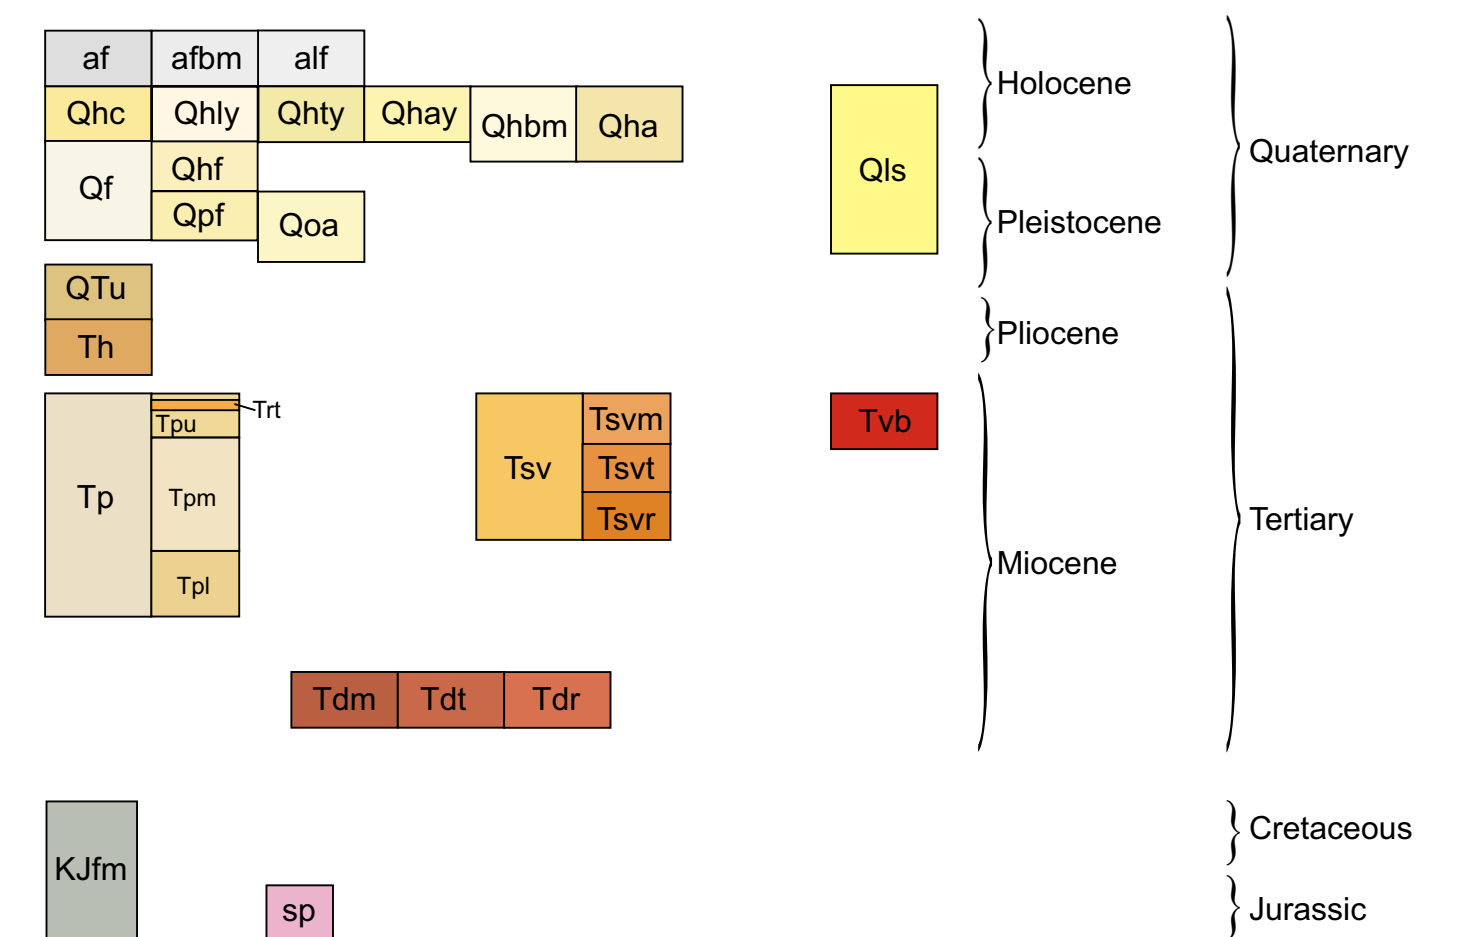 af afbm alf
Holocene
Qhc Qhly Qhty Qhay Qhbm Qha
Quaternary
Qf Qhf Qls
Qpf Qoa Pleistocene
QTu
Pliocene
Th
Trt
Tpu Tsvm Tvb
Tp Tpm Tsv Tsvt
Tsvr Tertiary
Miocene
Tpl
Tdm Tdt Tdr
Cretaceous
KJfm
sp Jurassic